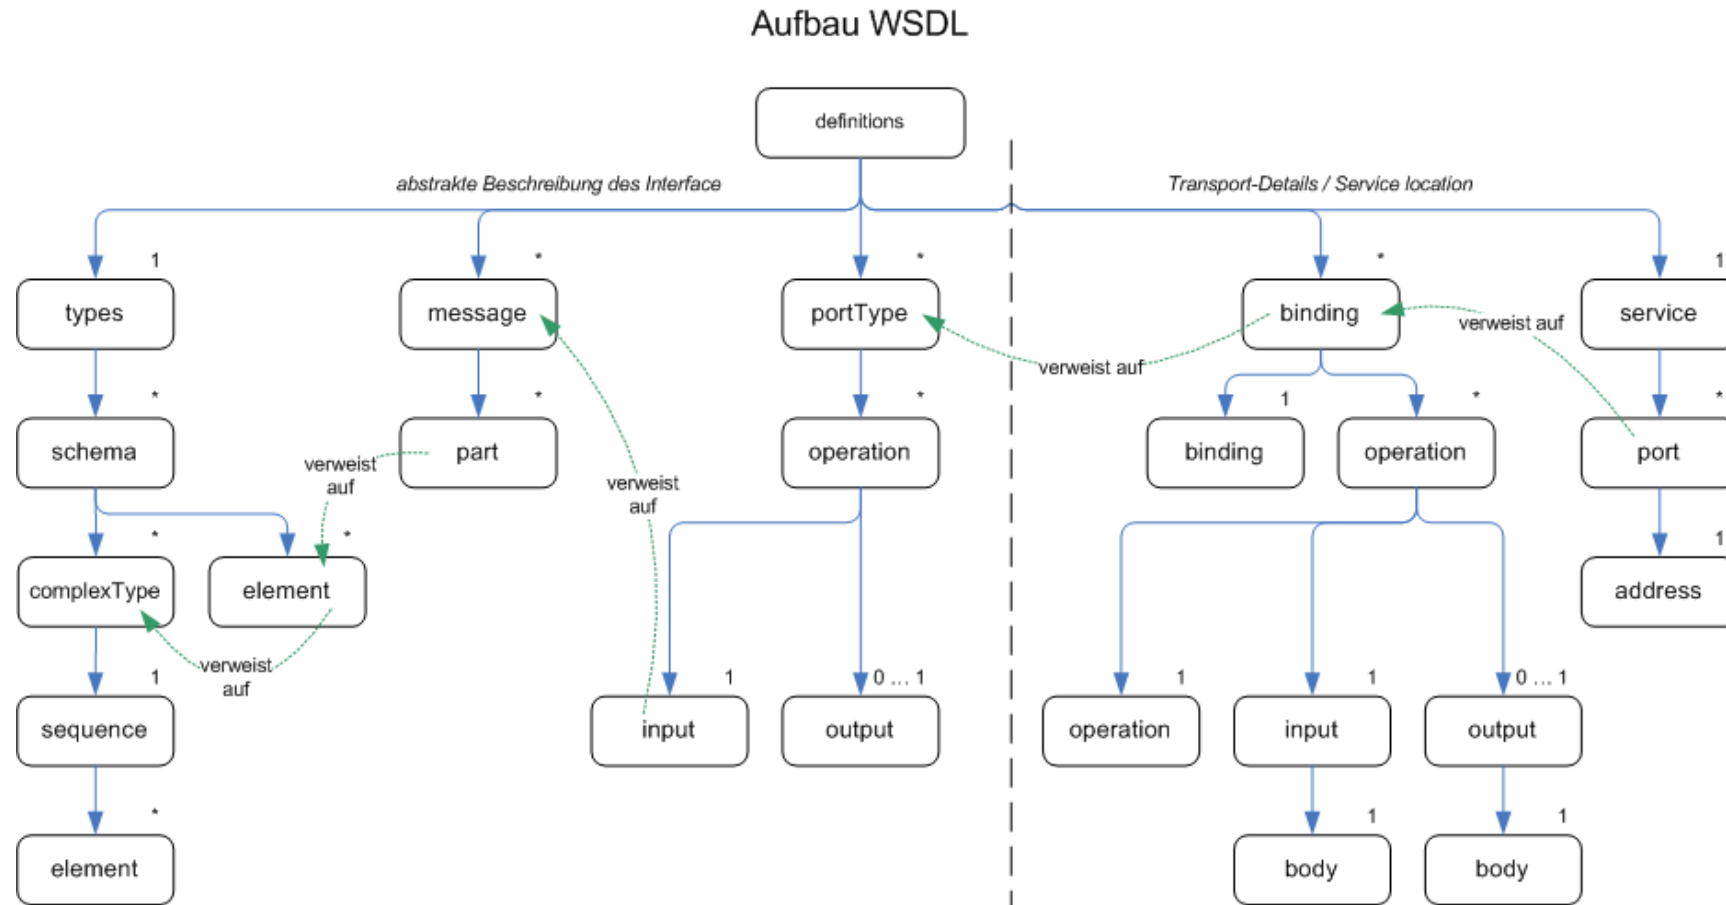 Aufbau WSDL
definitions
abstrakte Beschreibung des Interface
Transport-Details / Service location
1
*
*
*
1
types
message
portType
binding
service
verweist auf
verweist auf
*
*
*
1
*
*
schema
part
operation
binding
operation
port
verweist
auf
verweist
auf
*
*
1
complexType
element
address
verweist
auf
1
1
0 ... 1
1
1
0 ... 1
sequence
input
output
operation
input
output
*
1
1
element
body
body